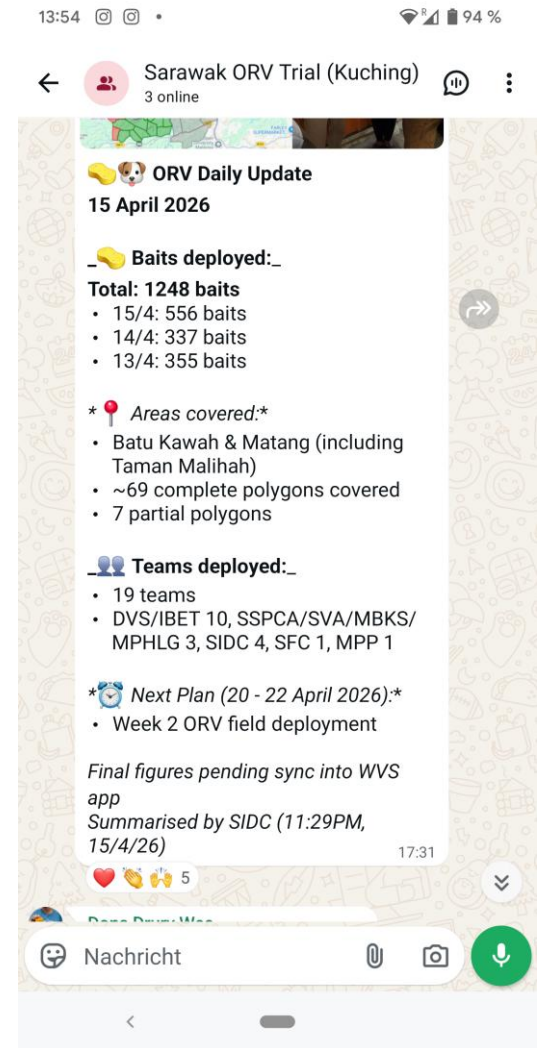 13:54
94 %
Sarawak ORV Trial (Kuching)
3 online
ORV Daily Update
15 April 2026
_🧽 Baits deployed:_
Total: 1248 baits
• 15/4: 556 baits
• 14/4: 337 baits
• 13/4: 355 baits
*📍 Areas covered:*
• Batu Kawah & Matang (including
Taman Malihah)
• ~69 complete polygons covered
• 7 partial polygons
_👥 Teams deployed:_
• 19 teams
• DVS/IBET 10, SSPCA/SVA/MBKS/
MPHLG 3, SIDC 4, SFC 1, MPP 1
*⏰ Next Plan (20 - 22 April 2026):*
• Week 2 ORV field deployment
Final figures pending sync into WVS
app
Summarised by SIDC (11:29PM,
15/4/26)
17:31
5
Nachricht